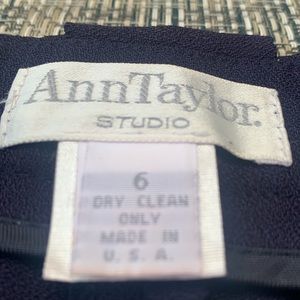 AnnTaylor.
STUDIO
6
DRY CLEAN
ONLY
MADE IN
U.S.A.